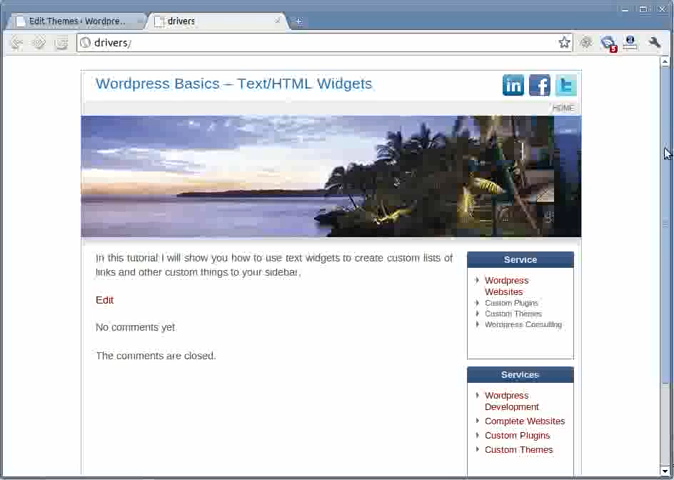 Edit Themes ‹ Wordpre...
drivers
drivers/
Wordpress Basics – Text/HTML Widgets
HOME
In this tutorial I will show you how to use text widgets to create custom lists of
links and other custom things to your sidebar.
Edit
No comments yet
The comments are closed.
Service
Wordpress
Websites
Custom Plugins
Custom Themes
Wordpress Consulting
Services
Wordpress
Development
Complete Websites
Custom Plugins
Custom Themes